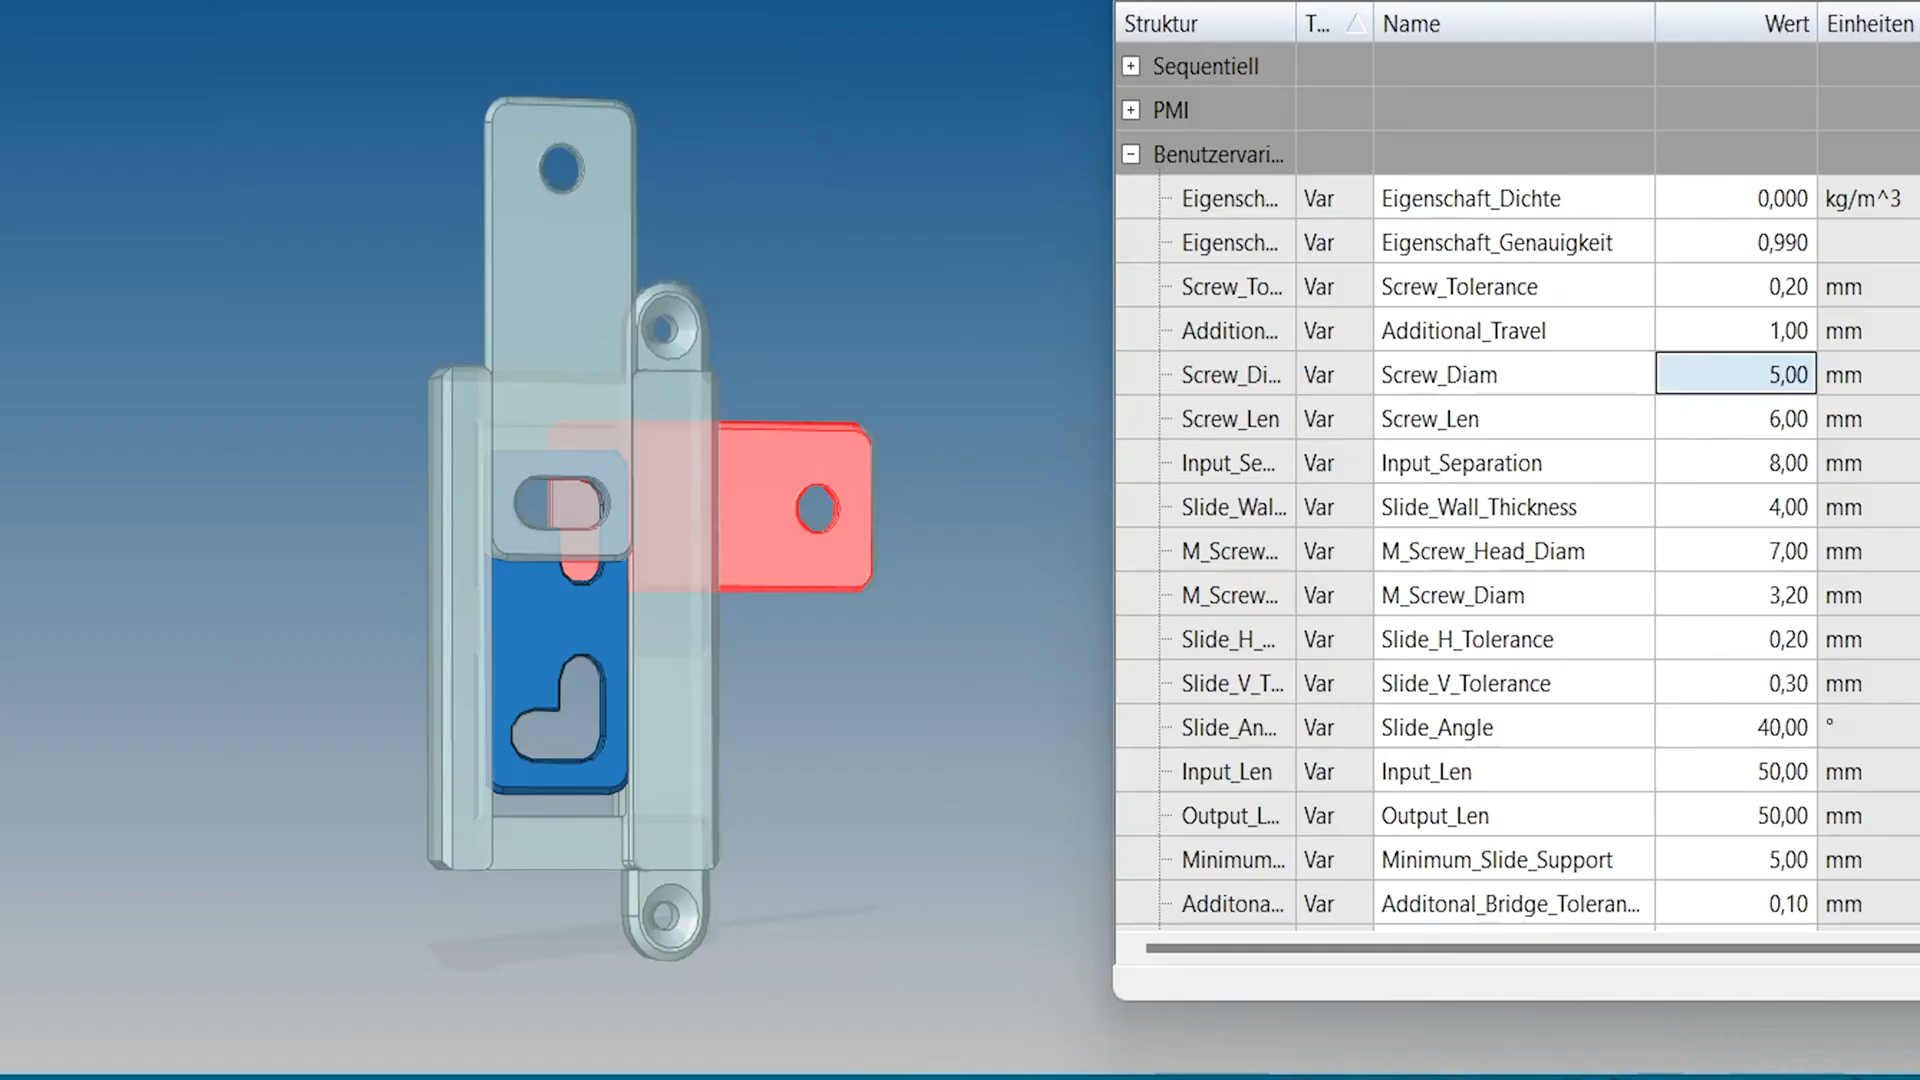 Struktur T... Name Wert Einheiten
Sequentiell
PMI
Benutzervari...
Eigensch... Var Eigenschaft_Dichte 0,000 kg/m^3
Eigensch... Var Eigenschaft_Genauigkeit 0,990
Screw_To... Var Screw_Tolerance 0,20 mm
Addition... Var Additional_Travel 1,00 mm
Screw_Di... Var Screw_Diam 5,00 mm
Screw_Len Var Screw_Len 6,00 mm
Input_Se... Var Input_Separation 8,00 mm
Slide_Wal... Var Slide_Wall_Thickness 4,00 mm
M_Screw... Var M_Screw_Head_Diam 7,00 mm
M_Screw... Var M_Screw_Diam 3,20 mm
Slide_H_... Var Slide_H_Tolerance 0,20 mm
Slide_V_T... Var Slide_V_Tolerance 0,30 mm
Slide_An... Var Slide_Angle 40,00 °
Input_Len Var Input_Len 50,00 mm
Output_L... Var Output_Len 50,00 mm
Minimum... Var Minimum_Slide_Support 5,00 mm
Additona... Var Additonal_Bridge_Toleran... 0,10 mm